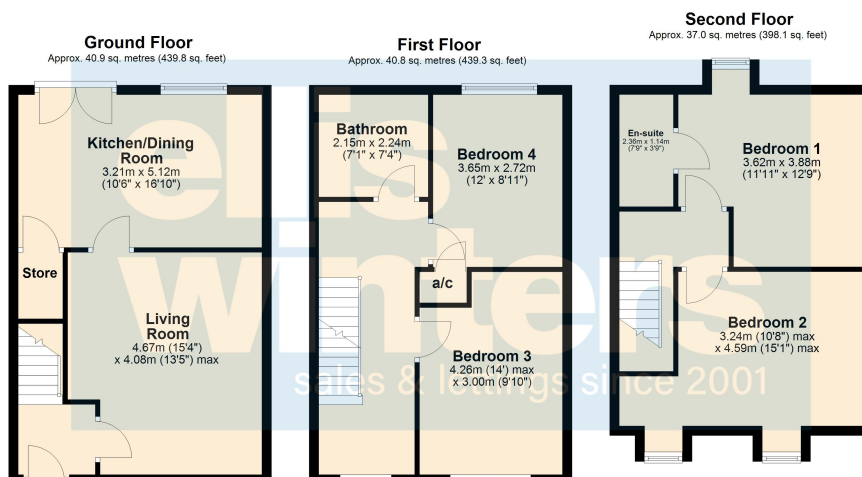 Ground Floor
Approx. 40.9 sq. metres (439.8 sq. feet)
Kitchen/Dining
Room
3.21m x 5.12m
(10'6" x 16'10")
Store
Living
Room
4.67m (15'4")
x 4.08m (13'5") max
First Floor
Approx. 40.8 sq. metres (439.3 sq. feet)
Bathroom
2.15m x 2.24m
(7'1" x 7'4")
Bedroom 4
3.65m x 2.72m
(12' x 8'11")
a/c
Bedroom 3
4.26m (14') max
x 3.00m (9'10")
Second Floor
Approx. 37.0 sq. metres (398.1 sq. feet)
En-suite
2.36m x 1.14m
(7'9" x 3'9")
Bedroom 1
3.62m x 3.88m
(11'11" x 12'9")
Bedroom 2
3.24m (10'8") max
x 4.59m (15'1") max
ellis
winters
sales & lettings since 2001